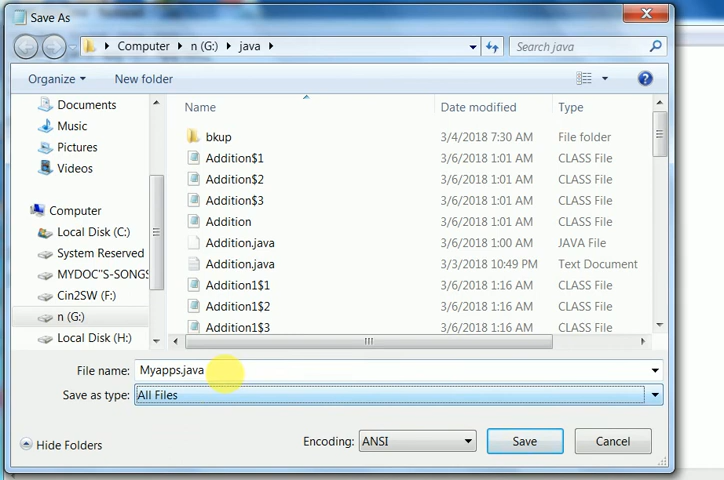 Save As
Computer n (G:) java
Search java
Organize New folder
Name Date modified Type
Documents
Music
Pictures
Videos
Computer
Local Disk (C:)
System Reserved
MYDOC"S-SONGS
Cin2SW (F:)
n (G:)
Local Disk (H:)
bkup 3/4/2018 7:30 AM File folder
Addition$1 3/6/2018 1:01 AM CLASS File
Addition$2 3/6/2018 1:01 AM CLASS File
Addition$3 3/6/2018 1:01 AM CLASS File
Addition 3/6/2018 1:01 AM CLASS File
Addition.java 3/6/2018 1:00 AM JAVA File
Addition.java 3/3/2018 10:49 PM Text Document
Addition1$1 3/6/2018 1:16 AM CLASS File
Addition1$2 3/6/2018 1:16 AM CLASS File
Addition1$3 3/6/2018 1:16 AM CLASS File
File name: Myapps.java
Save as type: All Files
Hide Folders Encoding: ANSI Save Cancel